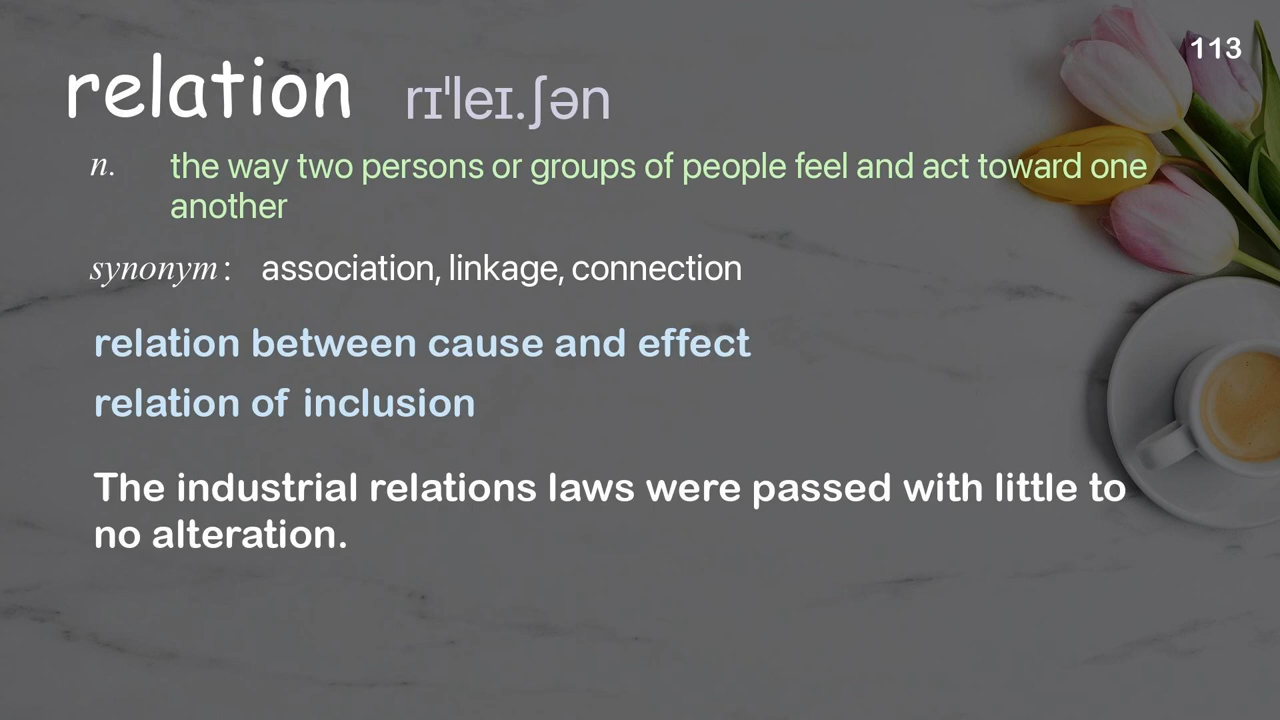 113
relation rɪˈleɪ.ʃən
n. the way two persons or groups of people feel and act toward one
another
synonym: association, linkage, connection
relation between cause and effect
relation of inclusion
The industrial relations laws were passed with little to
no alteration.